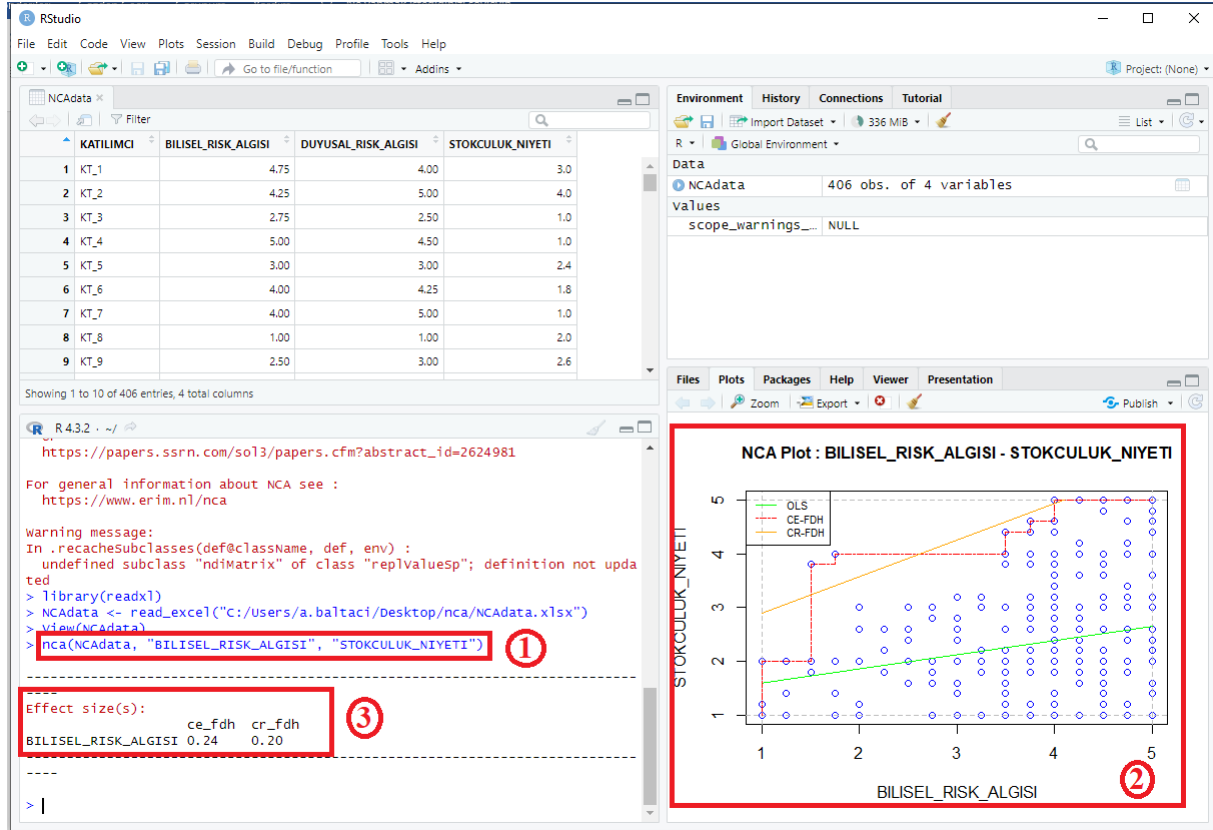 RStudio
File Edit Code View Plots Session Build Debug Profile Tools Help
Go to file/function
Addins
Project: (None)
NCAdata
Filter
KATILIMCI BILISEL_RISK_ALGISI DUYUSAL_RISK_ALGISI STOKCULUK_NIYETI
1 KT_1 4.75 4.00 3.0
2 KT_2 4.25 5.00 4.0
3 KT_3 2.75 2.50 1.0
4 KT_4 5.00 4.50 1.0
5 KT_5 3.00 3.00 2.4
6 KT_6 4.00 4.25 1.8
7 KT_7 4.00 5.00 1.0
8 KT_8 1.00 1.00 2.0
9 KT_9 2.50 3.00 2.6
Showing 1 to 10 of 406 entries, 4 total columns
R 4.3.2 · ~/
https://papers.ssrn.com/sol3/papers.cfm?abstract_id=2624981
For general information about NCA see :
https://www.erim.nl/nca
Warning message:
In .recacheSubclasses(def@className, def, env) :
undefined subclass "ndiMatrix" of class "replValueSp"; definition not upda
ted
> library(readxl)
> NCAdata <- read_excel("C:/Users/a.baltaci/Desktop/nca/NCAdata.xlsx")
> View(NCAdata)
> nca(NCAdata, "BILISEL_RISK_ALGISI", "STOKCULUK_NIYETI")
1
--------------------------------------------------------------------------------
----
Effect size(s):
ce_fdh cr_fdh
BILISEL_RISK_ALGISI 0.24 0.20
3
--------------------------------------------------------------------------------
----
>
Environment History Connections Tutorial
Import Dataset 336 MiB List
R Global Environment
Data
NCAdata 406 obs. of 4 variables
Values
scope_warnings_… NULL
Files Plots Packages Help Viewer Presentation
Zoom Export Publish
NCA Plot : BILISEL_RISK_ALGISI - STOKCULUK_NIYETI
OLS
CE-FDH
CR-FDH
STOKCULUK_NIYETI
5
4
3
2
1
1 2 3 4 5
BILISEL_RISK_ALGISI
2